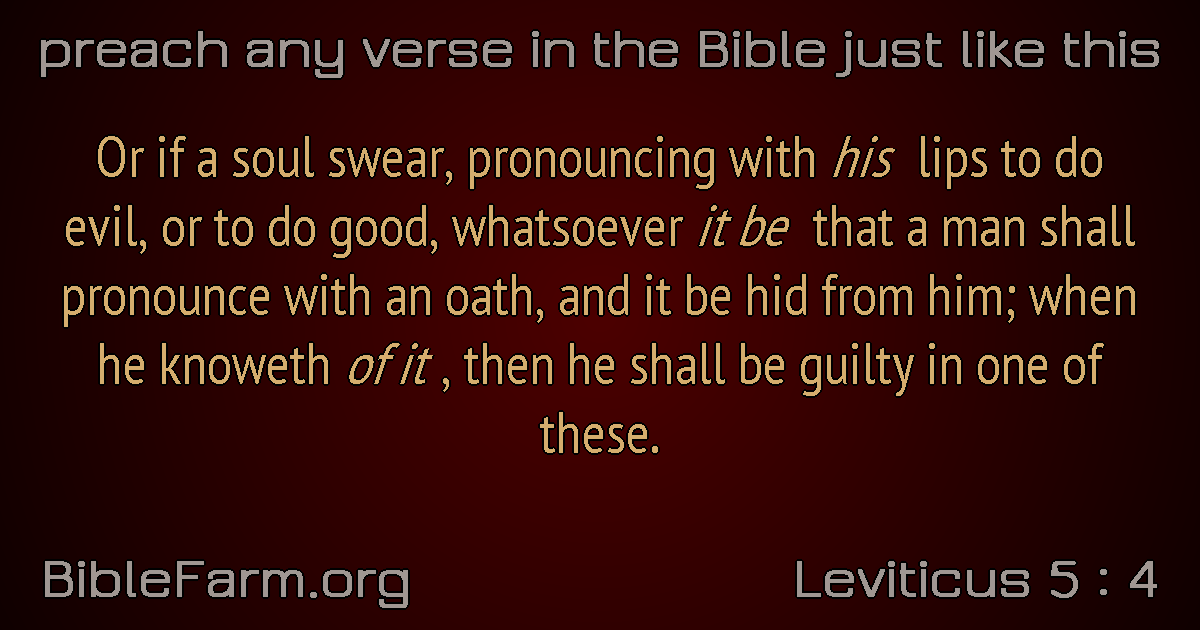 preach any verse in the Bible just like this
Or if a soul swear, pronouncing with his lips to do
evil, or to do good, whatsoever it be that a man shall
pronounce with an oath, and it be hid from him; when
he knoweth of it , then he shall be guilty in one of
these.
BibleFarm.org
Leviticus 5 : 4